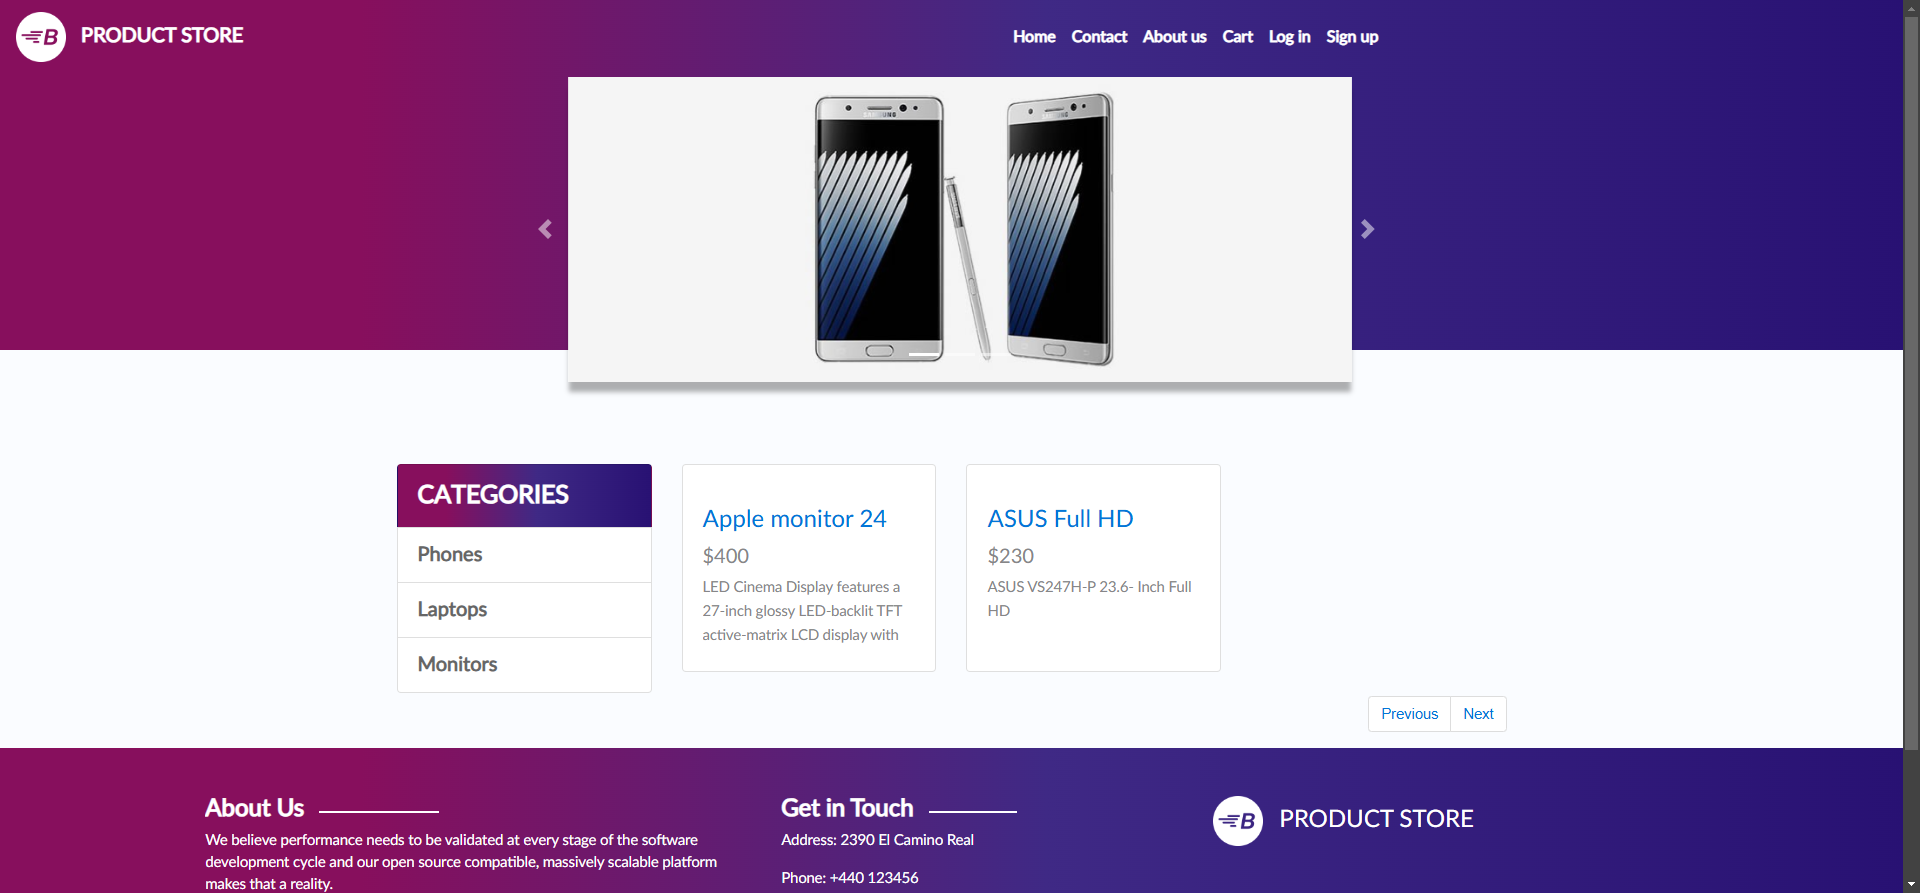 B PRODUCT STORE
Home Contact About us Cart Log in Sign up
SAMSUNG
CATEGORIES
Phones
Laptops
Monitors
Apple monitor 24
$400
LED Cinema Display features a
27-inch glossy LED-backlit TFT
active-matrix LCD display with
ASUS Full HD
$230
ASUS VS247H-P 23.6- Inch Full
HD
Previous Next
About Us
We believe performance needs to be validated at every stage of the software
development cycle and our open source compatible, massively scalable platform
makes that a reality.
Get in Touch
Address: 2390 El Camino Real
Phone: +440 123456
B PRODUCT STORE